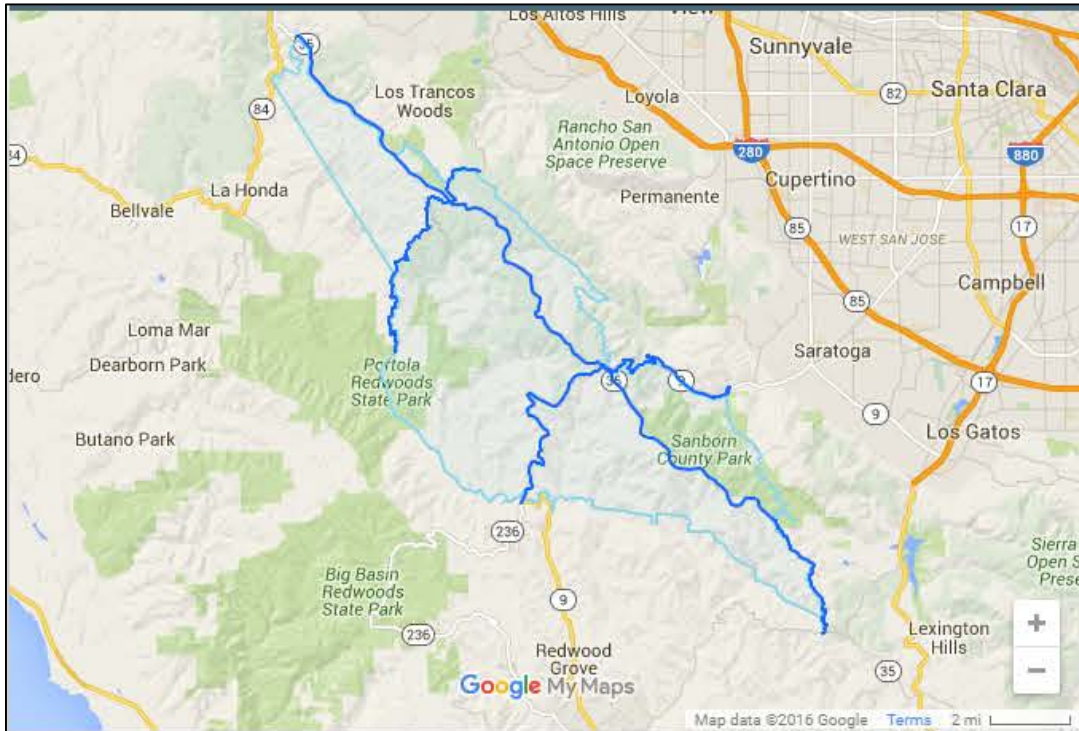 Los Altos Hills
View
Sunnyvale
Santa Clara
35
Los Trancos
Woods
Loyola
82
84
Rancho San
Antonio Open
Space Preserve
280
880
Cupertino
84
La Honda
Permanente
Bellvale
85
17
WEST SAN JOSE
Campbell
85
Loma Mar
Saratoga
Dearborn Park
dero
Portola
Redwoods
State Park
35
9
17
9
Butano Park
Sanborn
County Park
Los Gatos
236
Sierra
Open S
Prese
Big Basin
Redwoods
State Park
9
236
Lexington
Hills
Redwood
Grove
35
+
−
Google My Maps
Map data ©2016 Google Terms 2 mi